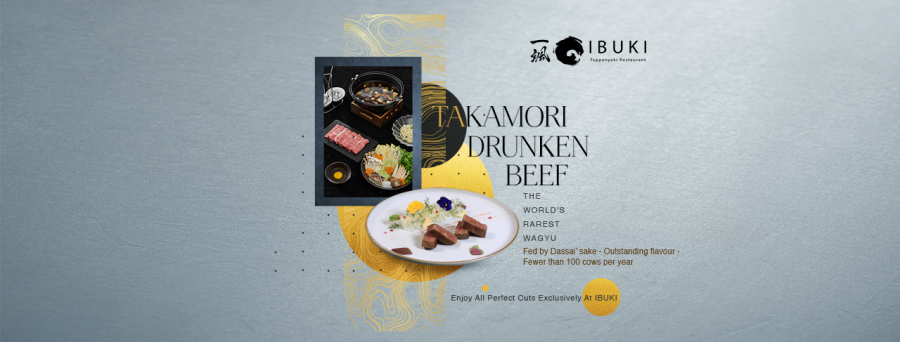 一颯 IBUKI
Teppanyaki Restaurant
TAKAMORI
DRUNKEN
BEEF
THE
WORLD'S
RAREST
WAGYU
Fed by Dassai' sake - Outstanding flavour -
Fewer than 100 cows per year
Enjoy All Perfect Cuts Exclusively At IBUKI